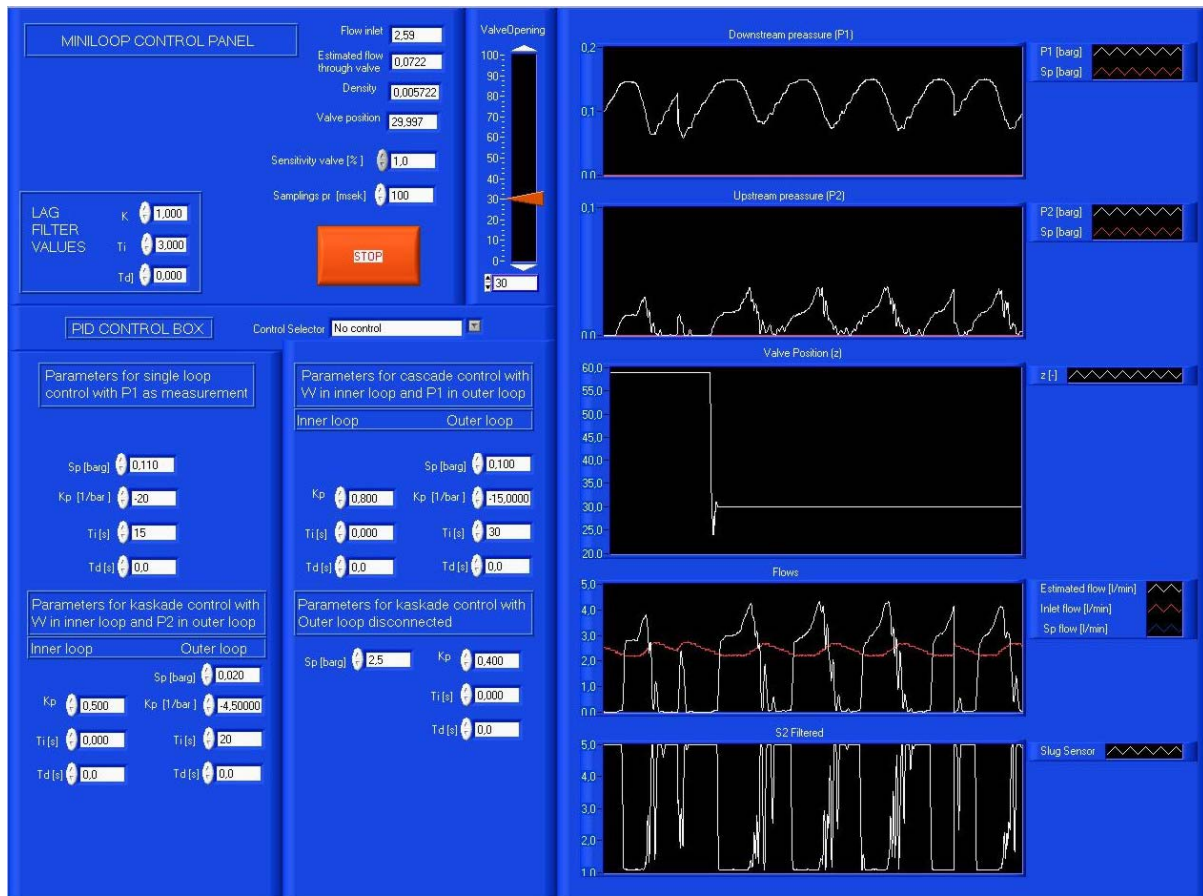 MINILOOP CONTROL PANEL
Flow inlet 2,59
Estimated flow
through valve 0,0722
Density 0,005722
Valve position 29,997
Sensitivity valve [% ] 1,0
Samplings pr [msek] 100
STOP
LAG
FILTER
VALUES
K 1,000
Ti 3,000
Td] 0,000
ValveOpening
100-
90-
80-
70-
60-
50-
40-
30-
20-
10-
0-
30
PID CONTROL BOX
Control Selector No control
Parameters for single loop
control with P1 as measurement
Sp [barg] 0,110
Kp [1/bar ] -20
Ti [s] 15
Td [s] 0,0
Parameters for cascade control with
W in inner loop and P1 in outer loop
Inner loop Outer loop
Sp [barg] 0,100
Kp 0,800 Kp [1/bar ] -15,0000
Ti [s] 0,000 Ti [s] 30
Td [s] 0,0 Td [s] 0,0
Parameters for kaskade control with
W in inner loop and P2 in outer loop
Inner loop Outer loop
Sp [barg] 0,020
Kp 0,500 Kp [1/bar ] -4,50000
Ti [s] 0,000 Ti [s] 20
Td [s] 0,0 Td [s] 0,0
Parameters for kaskade control with
Outer loop disconnected
Sp [barg] 2,5 Kp 0,400
Ti [s] 0,000
Td [s] 0,0
Downstream preassure (P1)
0,2
0,1
0,0
P1 [barg]
Sp [barg]
Upstream preassure (P2)
0,1
0,0
P2 [barg]
Sp [barg]
Valve Position (z)
60,0
55,0
50,0
45,0
40,0
35,0
30,0
25,0
20,0
z [-]
Flows
5,0
4,0
3,0
2,0
1,0
0,0
Estimated flow [l/min]
Inlet flow [l/min]
Sp flow [l/min]
S2 Filtered
5,0
4,0
3,0
2,0
1,0
Slug Sensor